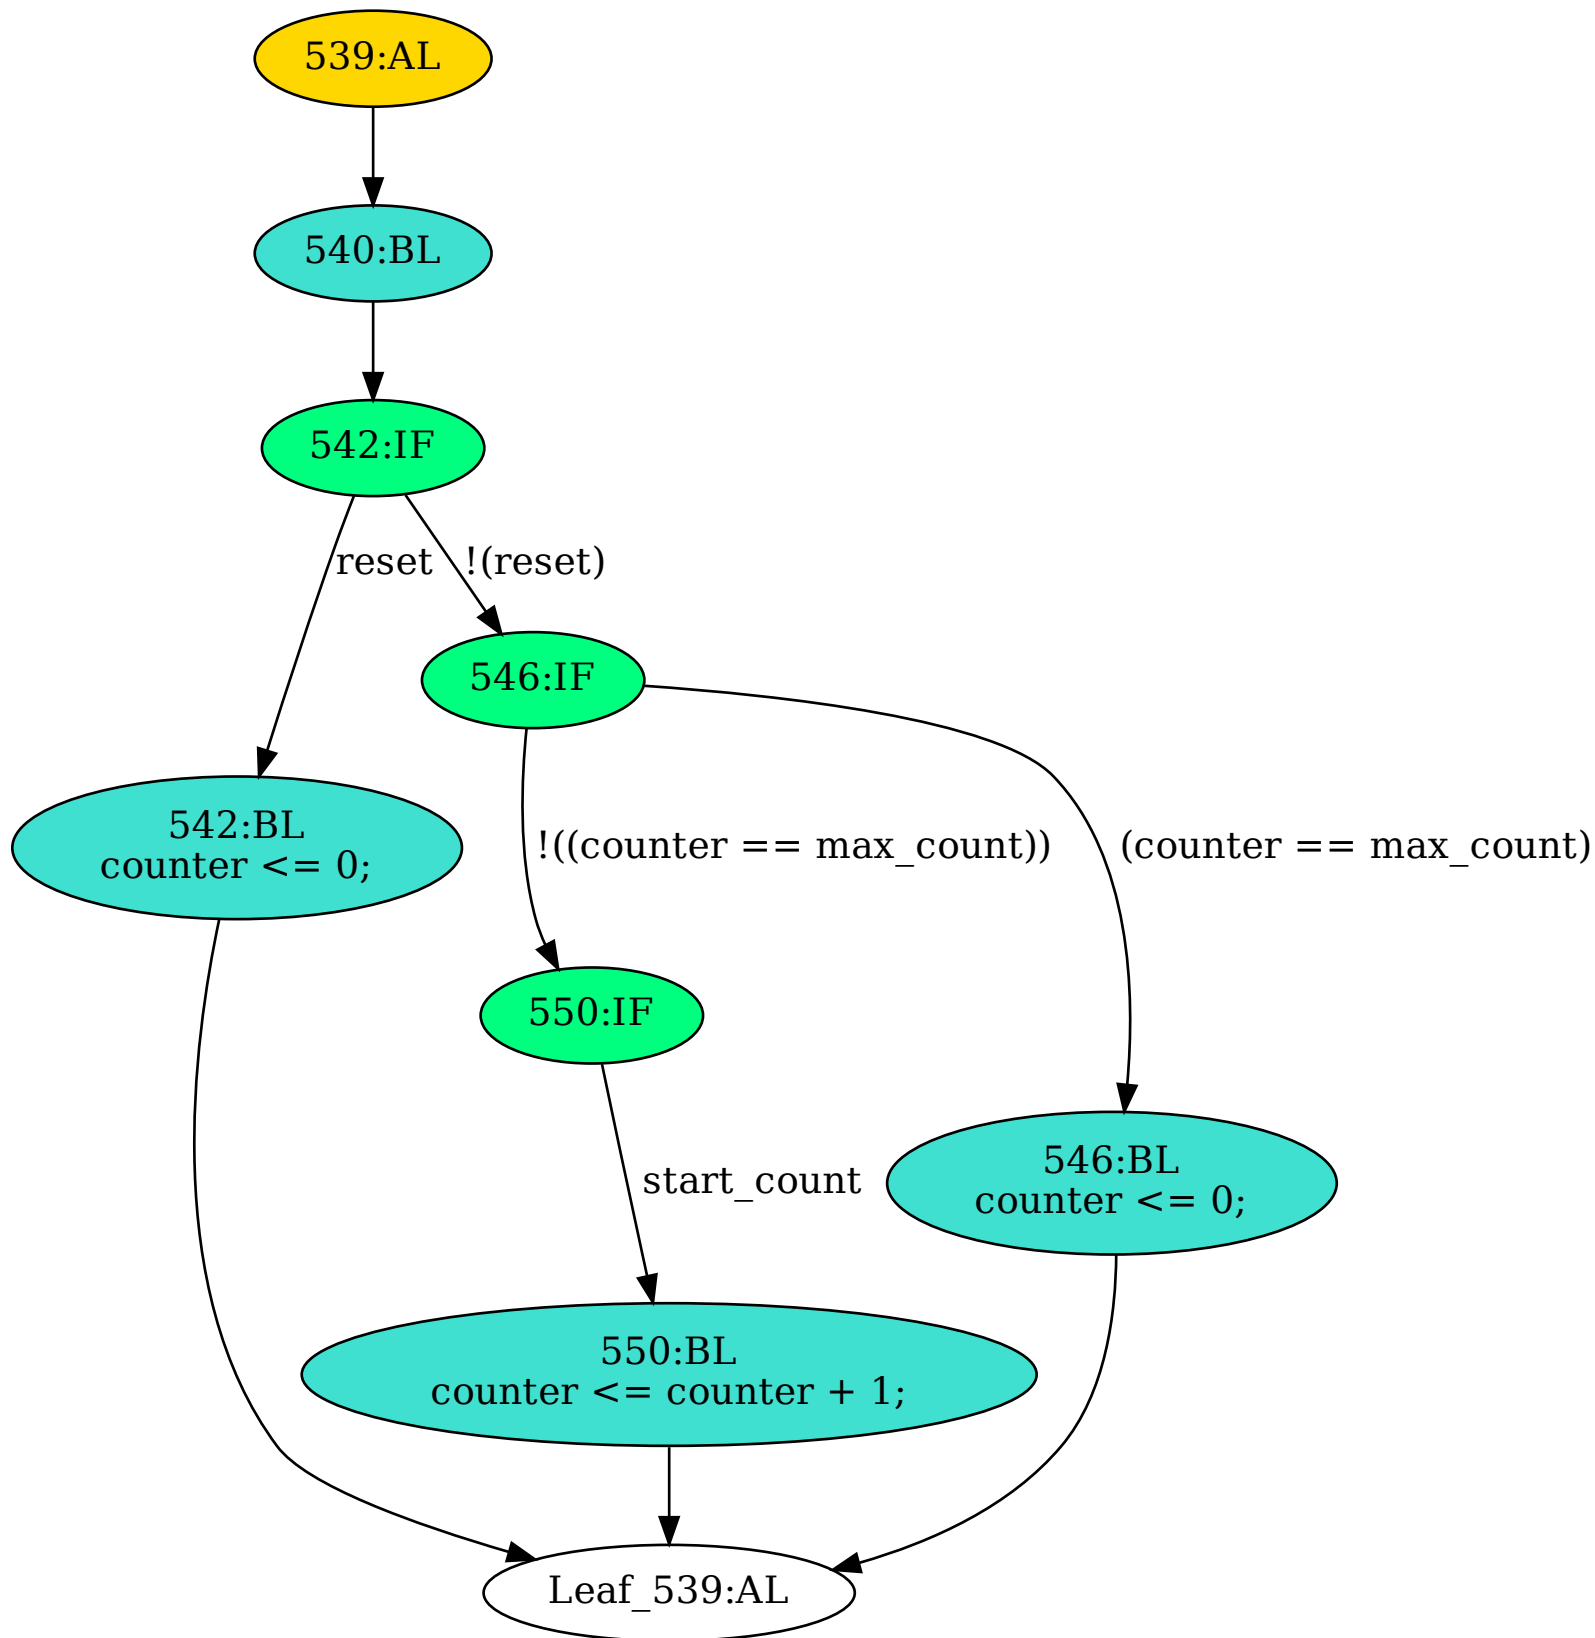 539:AL
540:BL
542:IF
reset
!(reset)
546:IF
542:BL
counter <= 0;
!((counter == max_count))
(counter == max_count)
550:IF
start_count
546:BL
counter <= 0;
550:BL
counter <= counter + 1;
Leaf_539:AL